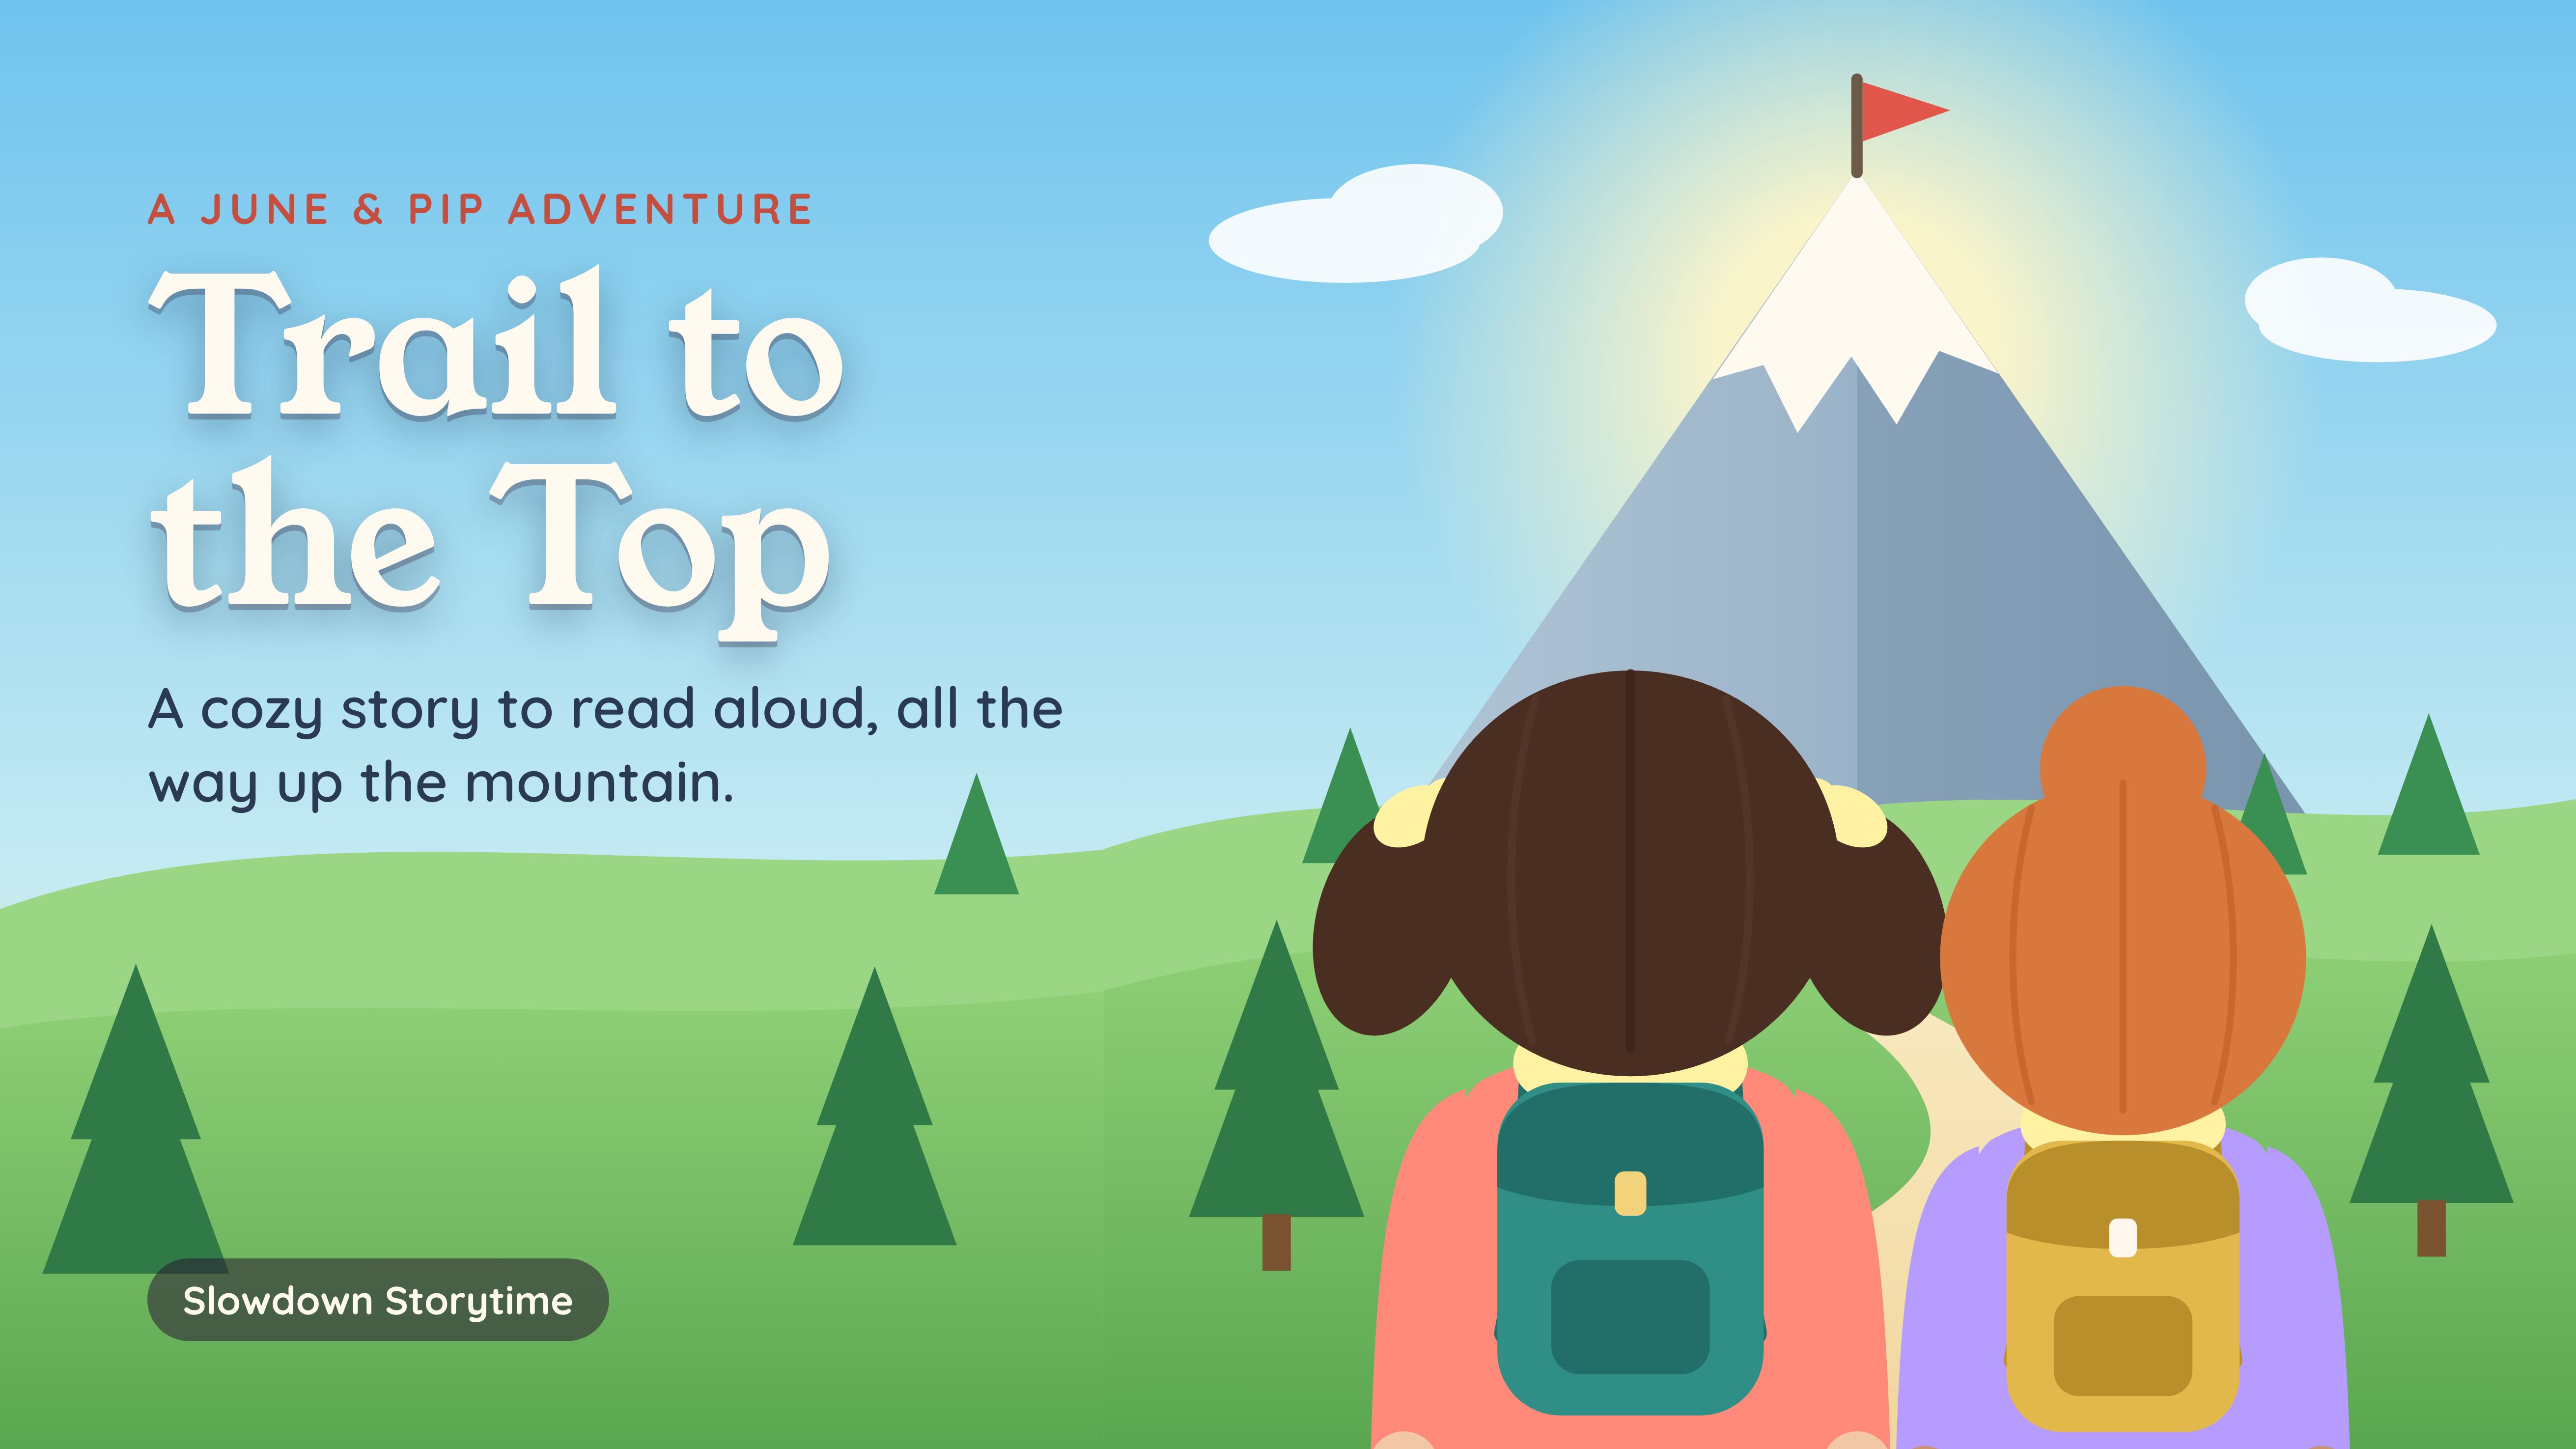 A JUNE & PIP ADVENTURE
Trail to
the Top
A cozy story to read aloud, all the
way up the mountain.
Slowdown Storytime